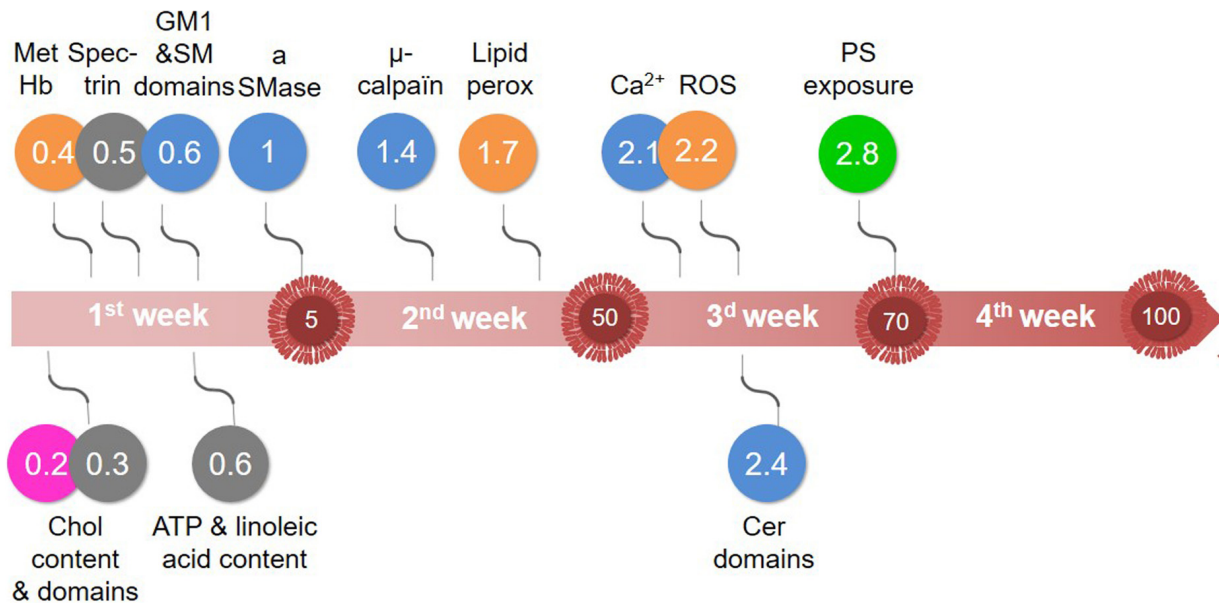 Met
Hb
Spec-
trin
GM1
&SM
domains
a
SMase
µ-
calpaïn
Lipid
perox
Ca²⁺
ROS
PS
exposure
0.4
0.5
0.6
1
1.4
1.7
2.1
2.2
2.8
1ˢᵗ week
5
2ⁿᵈ week
50
3ᵈ week
70
4ᵗʰ week
100
0.2
0.3
0.6
2.4
Chol
content
& domains
ATP & linoleic
acid content
Cer
domains